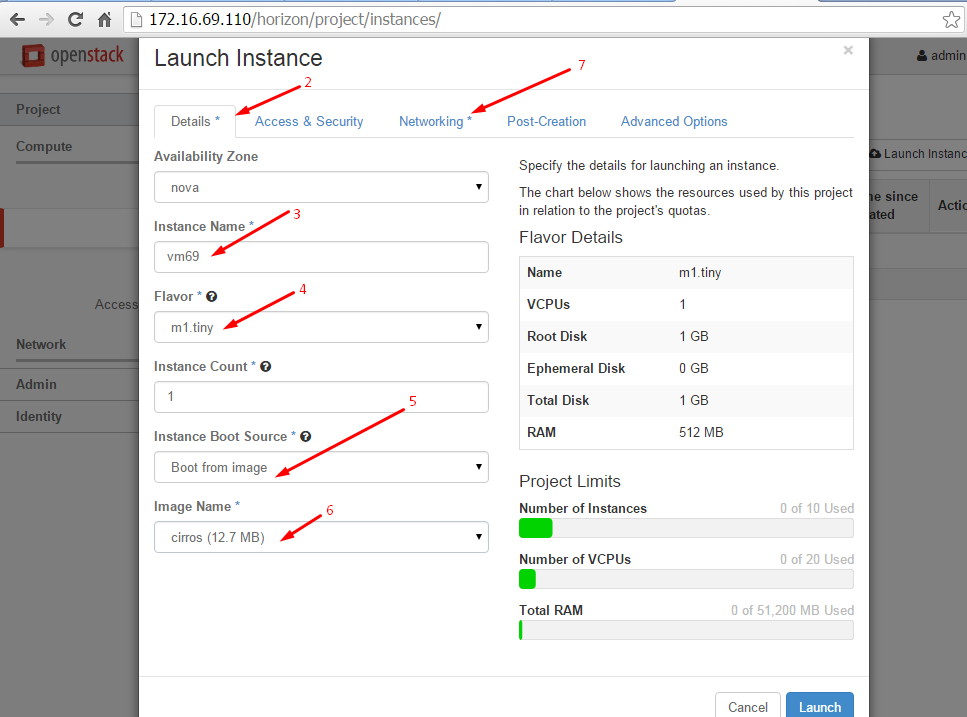 172.16.69.110/horizon/project/instances/
openstack
admin
Launch Instance
×
2
7
Project
Details *
Access & Security
Networking *
Post-Creation
Advanced Options
Compute
Availability Zone
Specify the details for launching an instance.
Launch Instanc
nova
The chart below shows the resources used by this project
in relation to the project's quotas.
ne since
ated
Actio
Instance Name *
3
Flavor Details
vm69
Name
m1.tiny
Flavor *
4
VCPUs
1
Access
m1.tiny
Root Disk
1 GB
Network
Instance Count *
Ephemeral Disk
0 GB
Admin
1
Total Disk
1 GB
5
Identity
Instance Boot Source *
RAM
512 MB
Boot from image
Project Limits
Image Name *
6
Number of Instances
0 of 10 Used
cirros (12.7 MB)
Number of VCPUs
0 of 20 Used
Total RAM
0 of 51,200 MB Used
Cancel
Launch